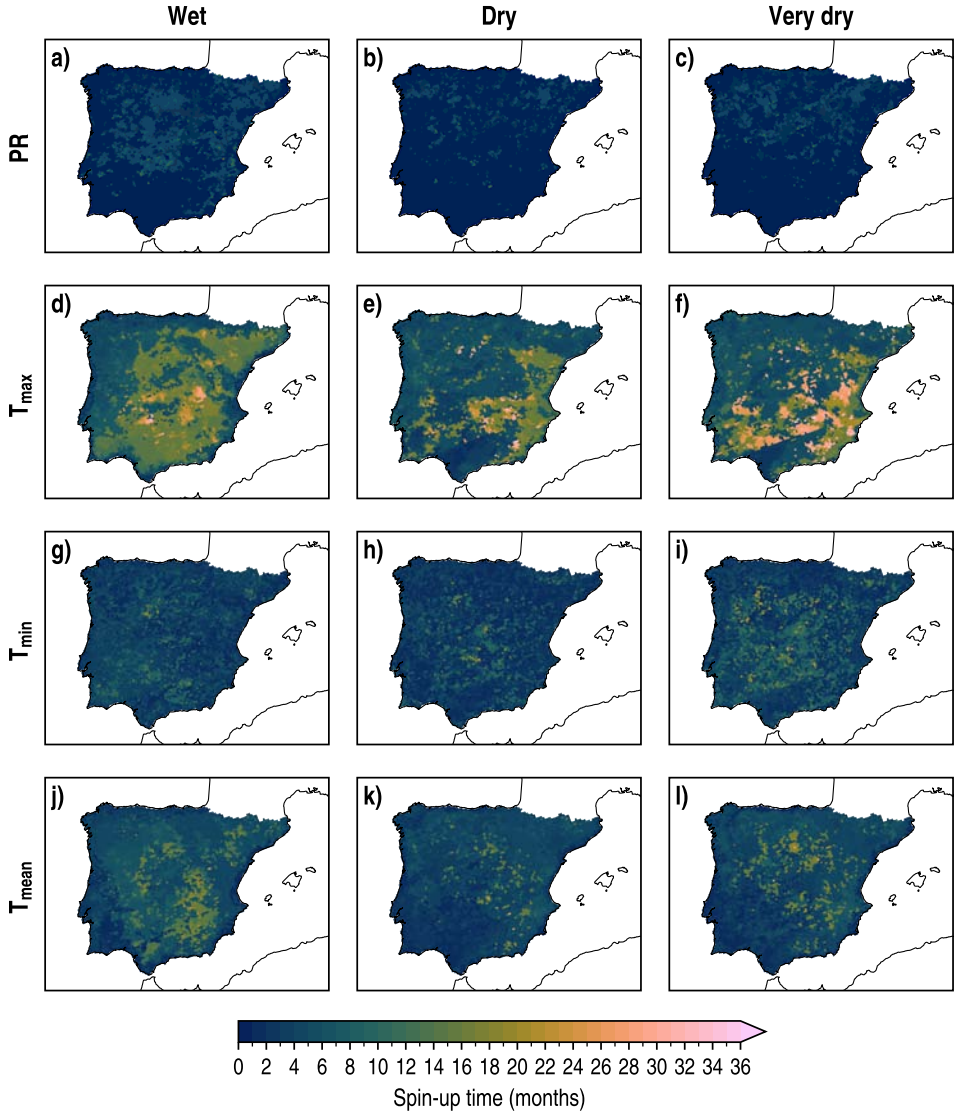 Wet Dry Very dry
PR a) b) c)
Tmax d) e) f)
Tmin g) h) i)
Tmean j) k) l)
0 2 4 6 8 10 12 14 16 18 20 22 24 26 28 30 32 34 36
Spin-up time (months)